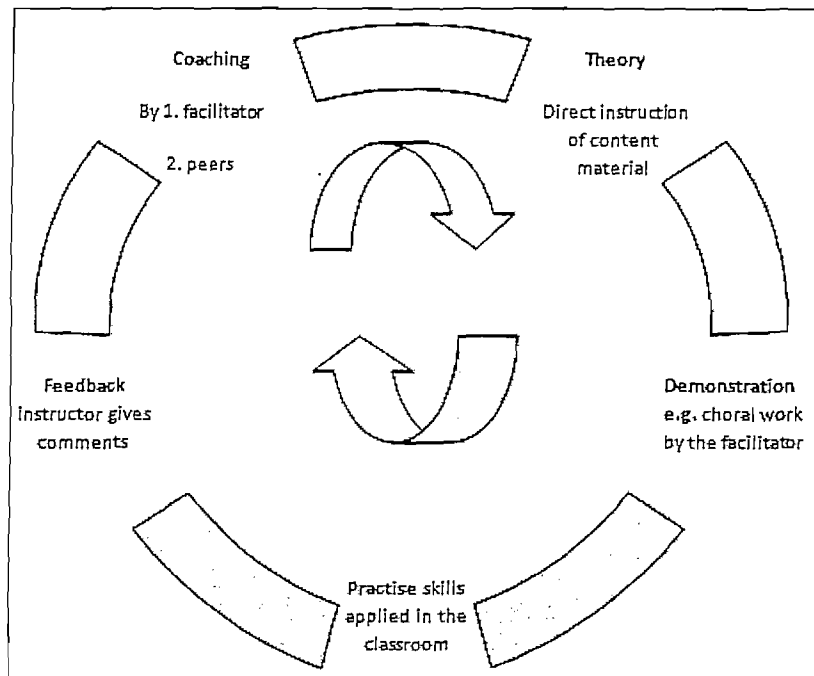 Coaching
By 1. facilitator
2. peers
Theory
Direct instruction
of content
material
Demonstration
e.g. choral work
by the facilitator
Practise skills
applied in the
classroom
Feedback
instructor gives
comments